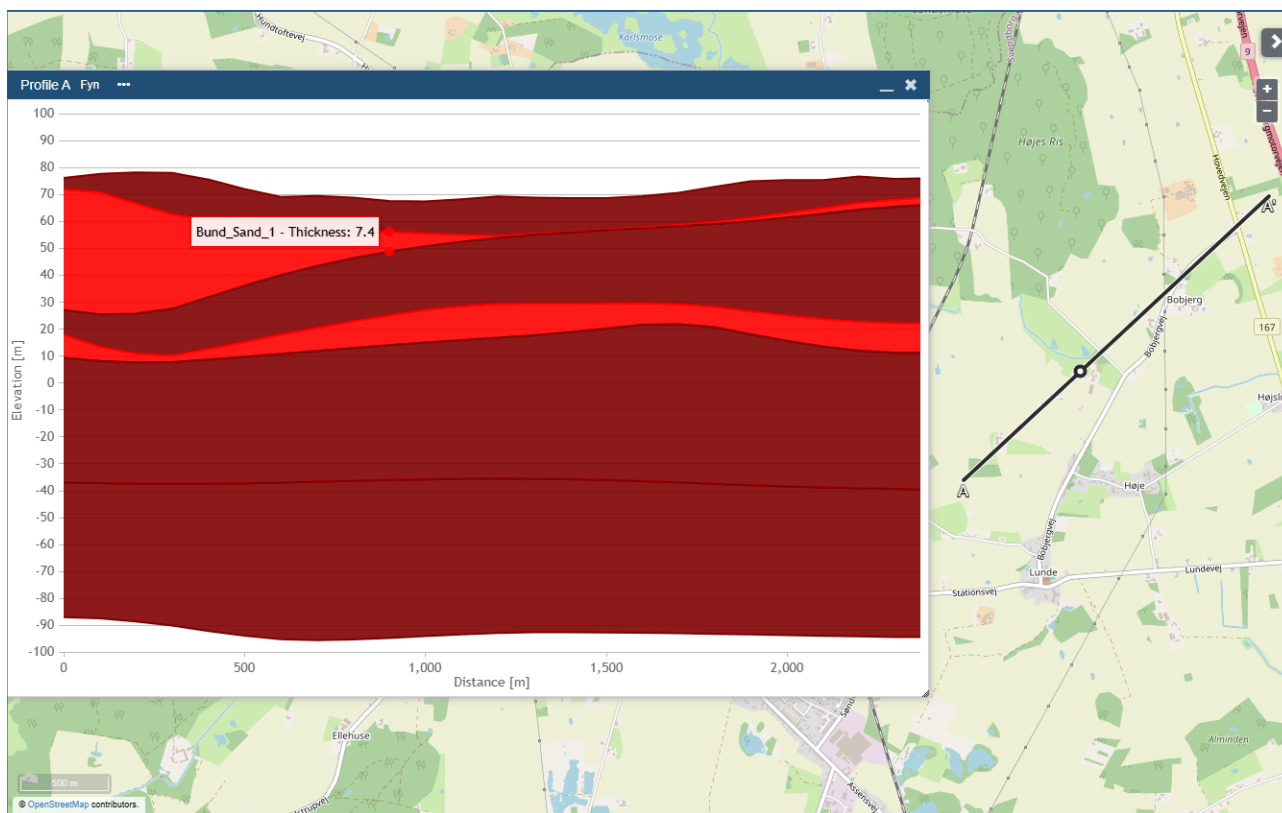 Hundtoftevej
Karlsmose
Svendborg
9
Profile A Fyn •••
100
90
80
70
60
50
40
30
20
10
0
-10
-20
-30
-40
-50
-60
-70
-80
-90
-100
Elevation [m]
Bund_Sand_1 - Thickness: 7.4
0 500 1,000 1,500 2,000
Distance [m]
Højes Ris
Hovedvejen
A'
Bobjerg
Bobjergvej
167
A
Høje
Bobjergvej
Lunde
Lundevej
Stationsvej
Ellehuse
Assensvej
Alminden
500 m
© OpenStreetMap contributors.
+
−